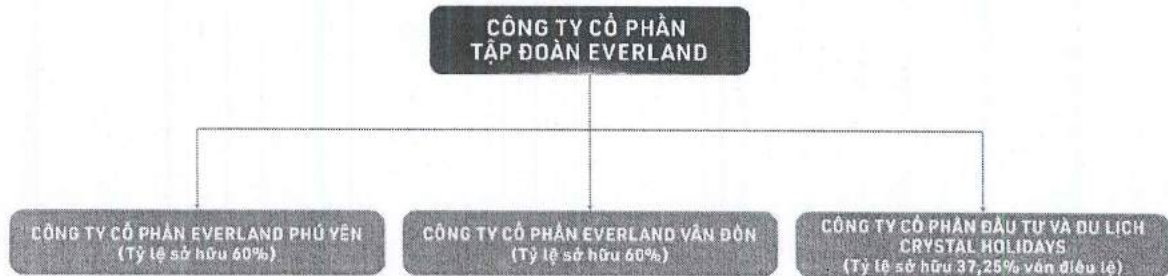 CÔNG TY CỔ PHẦN
TẬP ĐOÀN EVERLAND
CÔNG TY CỔ PHẦN EVERLAND PHÚ YÊN
(Tỷ lệ sở hữu 60%)
CÔNG TY CỔ PHẦN EVERLAND VÂN ĐỒN
(Tỷ lệ sở hữu 60%)
CÔNG TY CỔ PHẦN ĐẦU TƯ VÀ DU LỊCH
CRYSTAL HOLIDAYS
(Tỷ lệ sở hữu 37,25% vốn điều lệ)